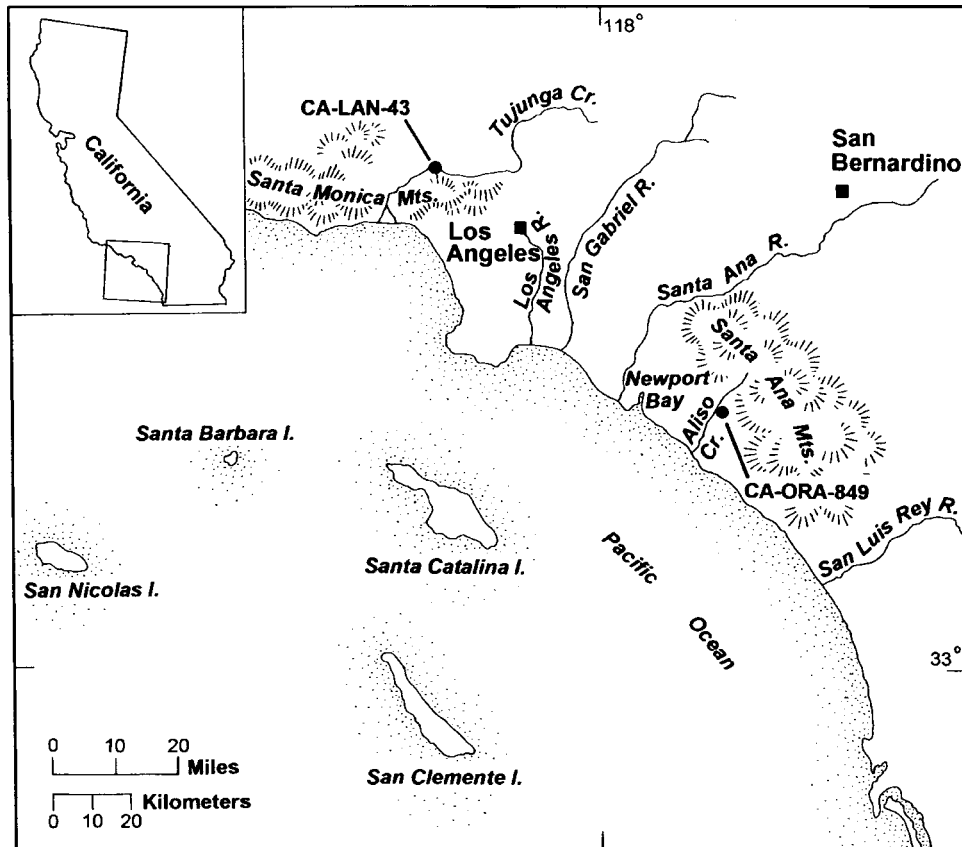 118°
California
CA-LAN-43
Tujunga Cr.
Santa Monica Mts.
San
Bernardino
Los
Angeles
Los
Angeles R.
San Gabriel R.
Santa Ana R.
Santa
Ana
Mts.
Newport
Bay
Aliso
Cr.
CA-ORA-849
San Luis Rey R.
Santa Barbara I.
San Nicolas I.
Santa Catalina I.
San Clemente I.
Pacific
Ocean
33°
0 10 20
Miles
Kilometers
0 10 20